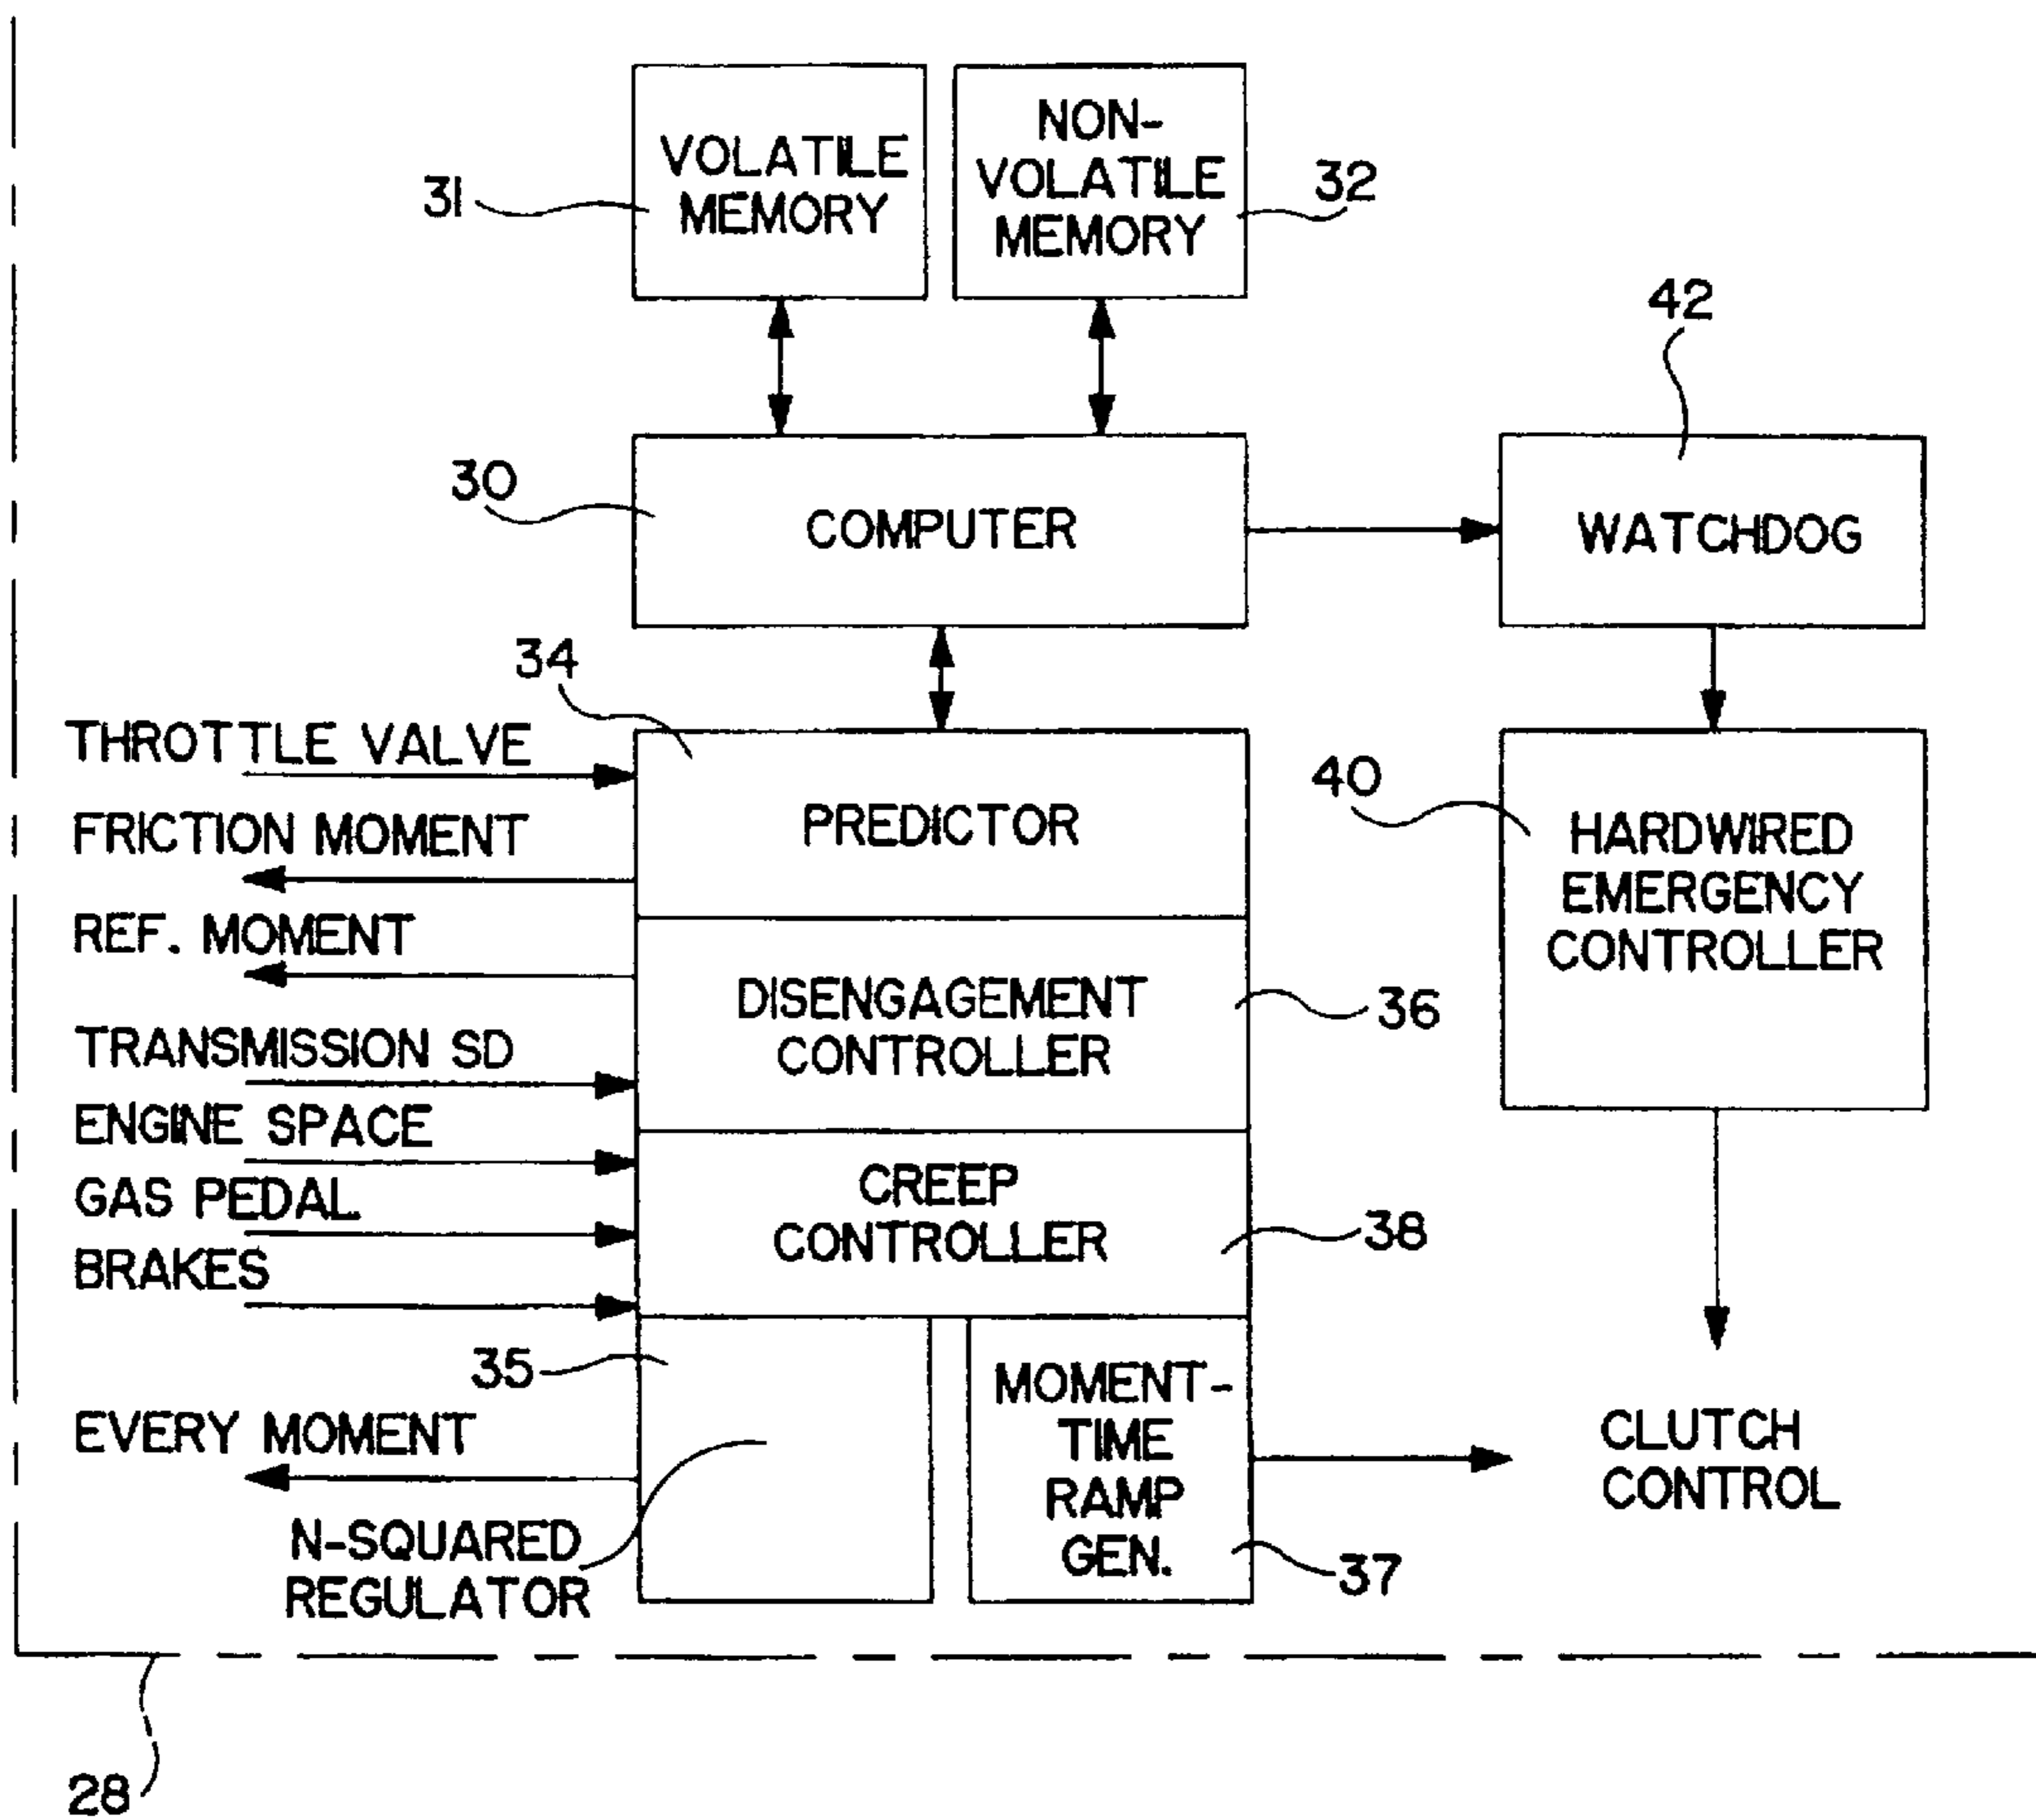 VOLATILE
MEMORY
NON-
VOLATILE
MEMORY
31
32
42
30
COMPUTER
WATCHDOG
34
THROTTLE VALVE
FRICTION MOMENT
REF. MOMENT
TRANSMISSION SD
ENGINE SPACE
GAS PEDAL
BRAKES
PREDICTOR
DISENGAGEMENT
CONTROLLER
36
CREEP
CONTROLLER
38
40
HARDWIRED
EMERGENCY
CONTROLLER
35
EVERY MOMENT
N-SQUARED
REGULATOR
MOMENT-
TIME
RAMP
GEN.
37
CLUTCH
CONTROL
28